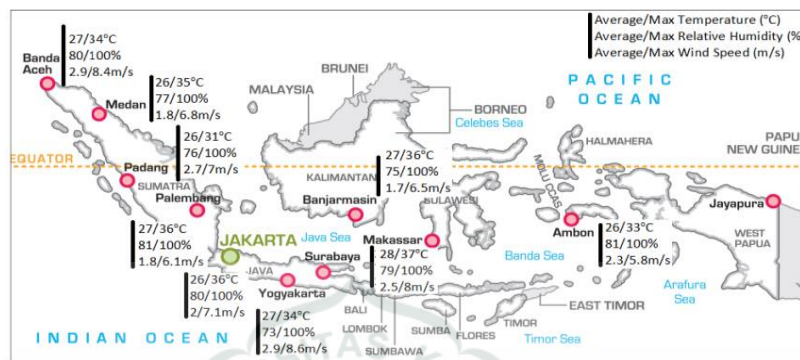 Average/Max Temperature (°C)
Average/Max Relative Humidity (%
Average/Max Wind Speed (m/s)
27/34°C
80/100%
2.9/8.4m/s
Banda
Aceh
26/35°C
77/100%
1.8/6.8m/s
Medan
BRUNEI
MALAYSIA
BORNEO
Celebes Sea
PACIFIC
OCEAN
HALMAHERA
PAPU
NEW GUINE
26/31°C
76/100%
2.7/7m/s
EQUATOR
Padang
SUMATRA
Palembang
KALIMANTAN
27/36°C
75/100%
1.7/6.5m/s
Banjarmasin
SULAWESI
MOLUCCAS
Jayapura
WEST
PAPUA
27/36°C
81/100%
1.8/6.1m/s
JAKARTA
Java Sea
Makassar
Ambon
26/33°C
81/100%
2.3/5.8m/s
Banda Sea
Surabaya
JAVA
28/37°C
79/100%
2.5/8m/s
Arafura
Sea
26/36°C
80/100%
2/7.1m/s
Yogyakarta
BALI
LOMBOK
SUMBAWA
SUMBA
FLORES
TIMOR
EAST TIMOR
Timor Sea
27/34°C
73/100%
2.9/8.6m/s
INDIAN OCEAN
ITAS